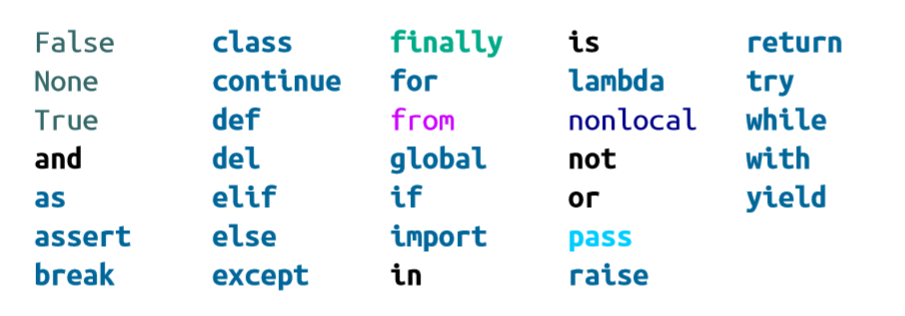 False class finally is return
None continue for lambda try
True def from nonlocal while
and del global not with
as elif if or yield
assert else import pass
break except in raise